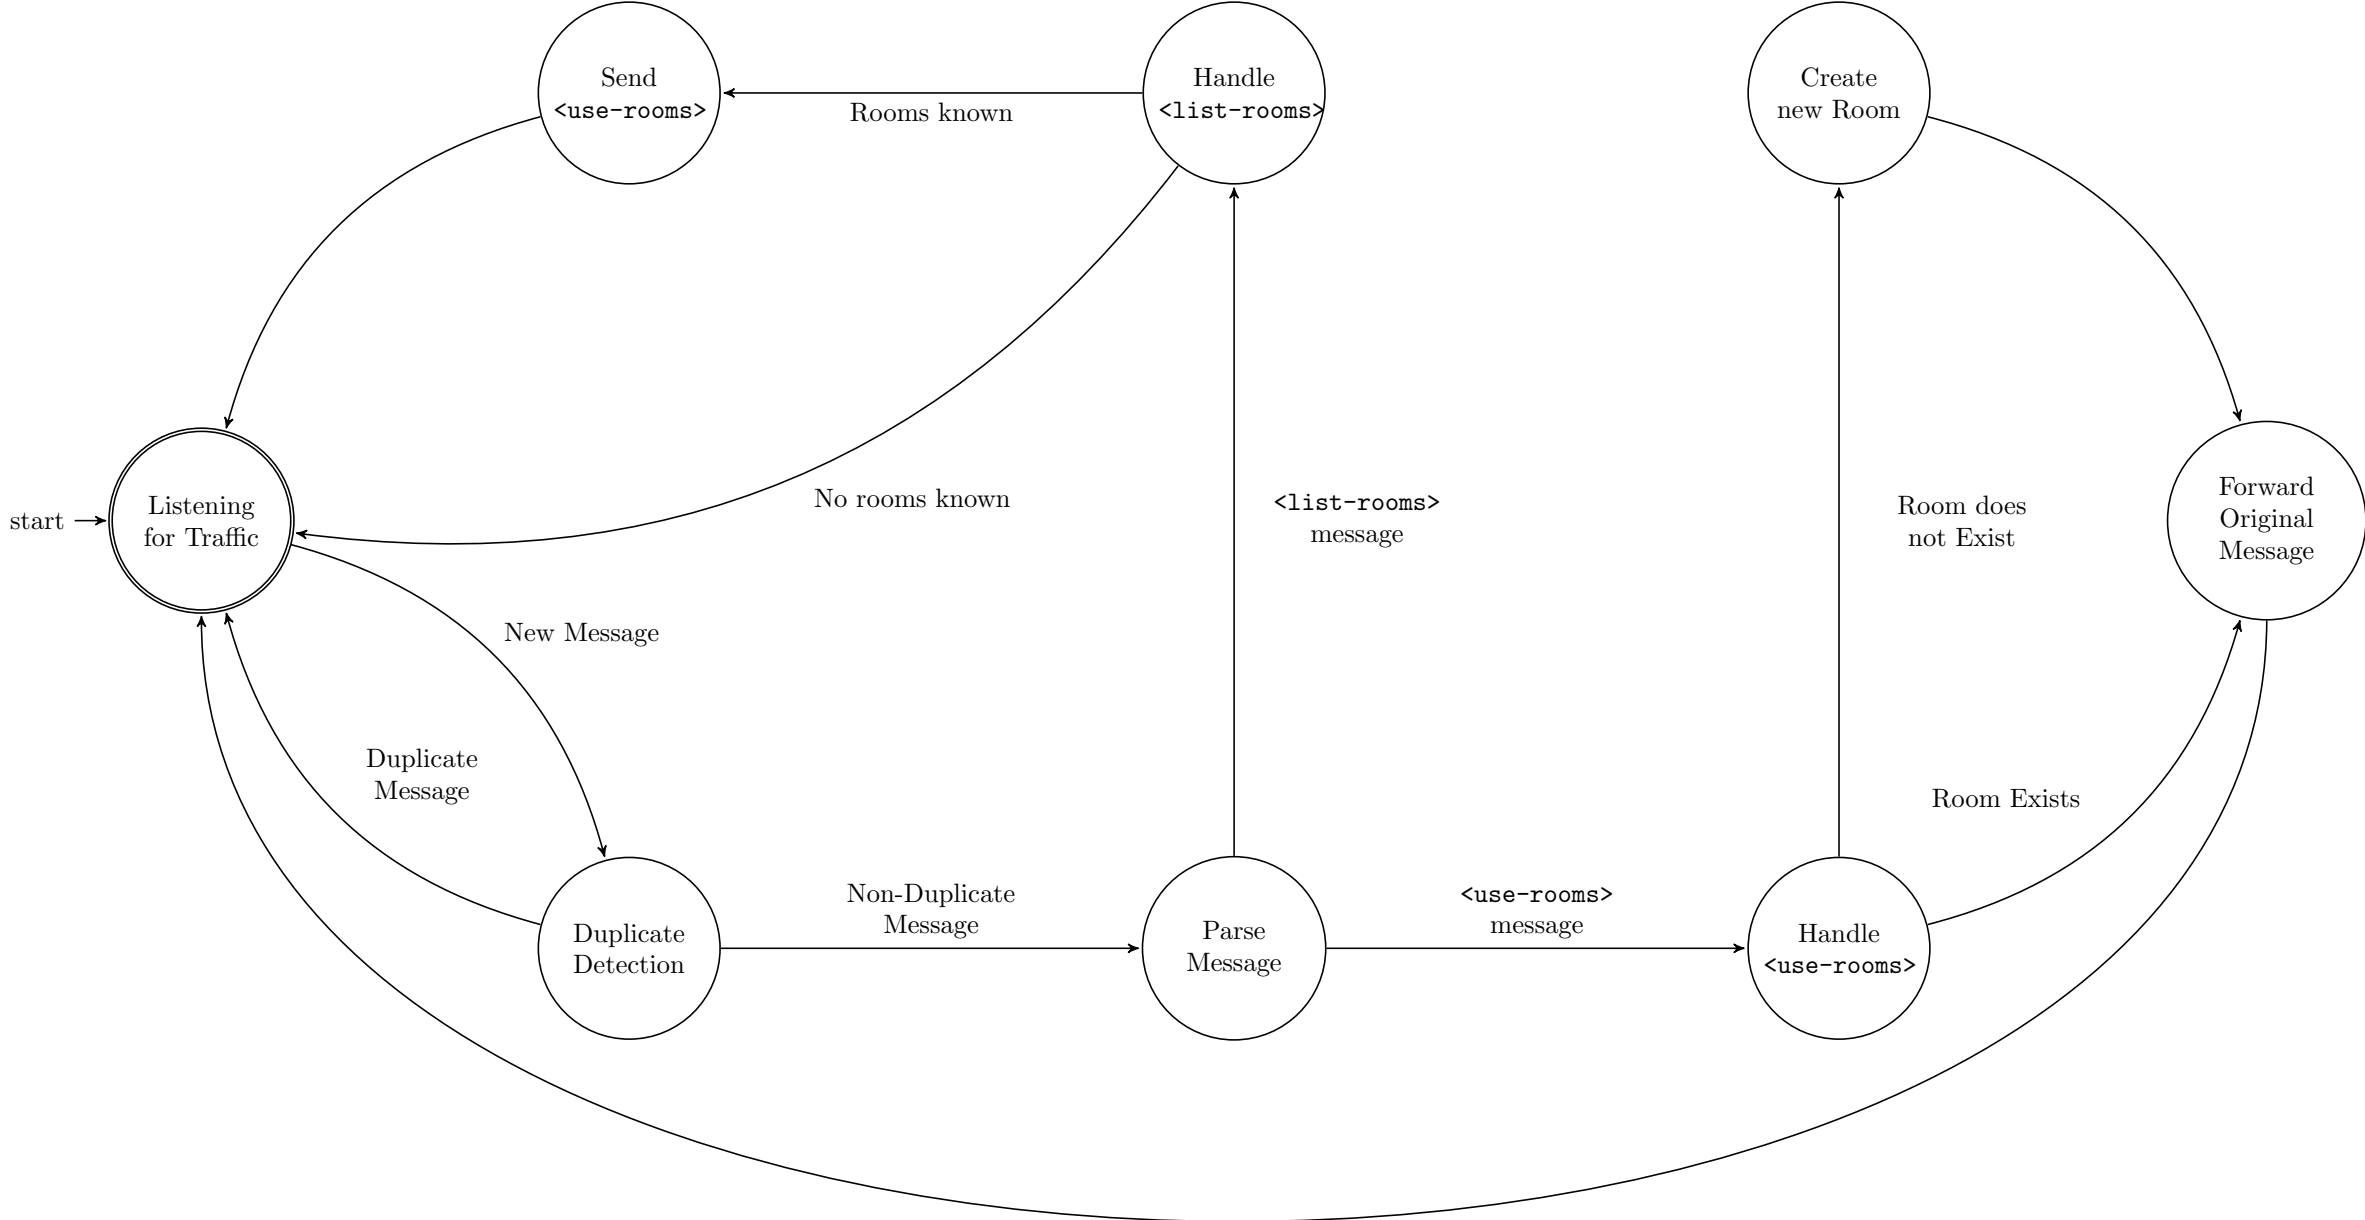 Send
<use-rooms>
Handle
<list-rooms>
Create
new Room
Rooms known
start
Listening
for Traffic
No rooms known
<list-rooms>
message
Room does
not Exist
Forward
Original
Message
New Message
Duplicate
Message
Room Exists
Non-Duplicate
Message
<use-rooms>
message
Duplicate
Detection
Parse
Message
Handle
<use-rooms>